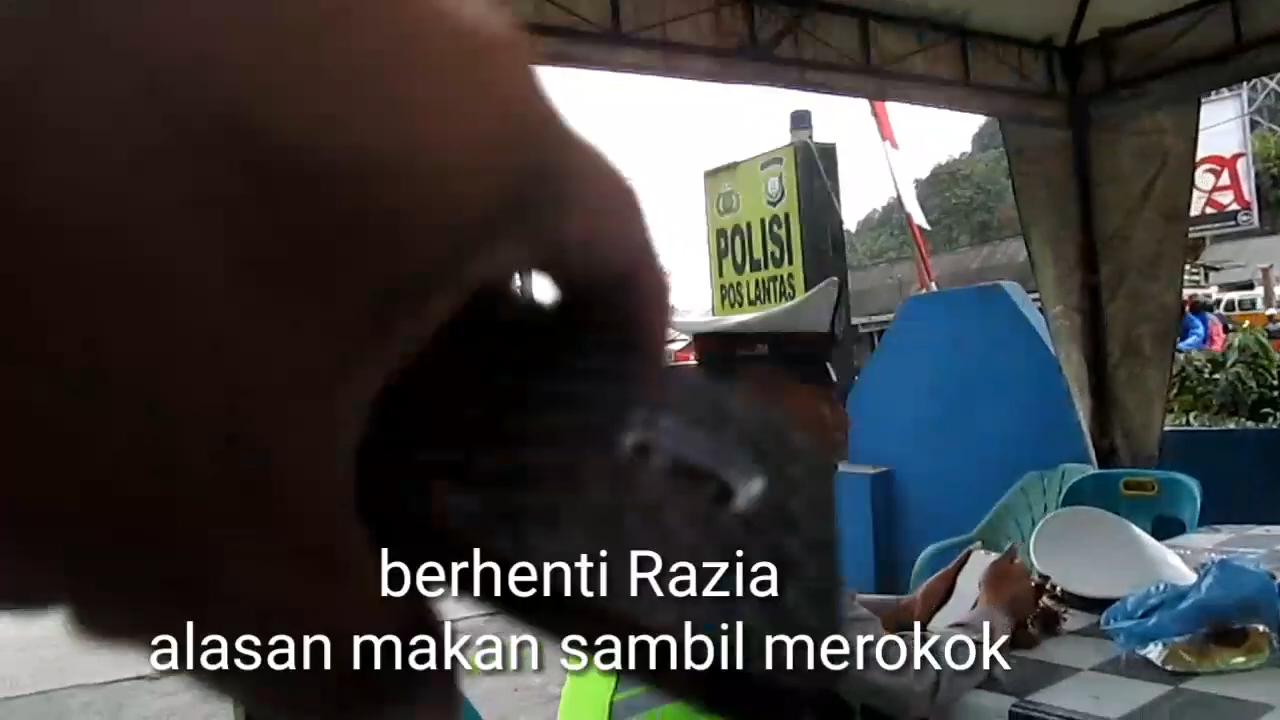 POLISI
POS LANTAS
A
berhenti Razia
alasan makan sambil merokok